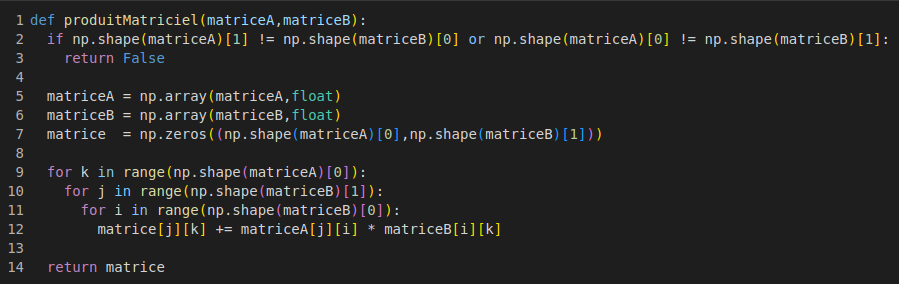 1 def produitMatriciel(matriceA,matriceB):
2   if np.shape(matriceA)[1] != np.shape(matriceB)[0] or np.shape(matriceA)[0] != np.shape(matriceB)[1]:
3     return False
4
5   matriceA = np.array(matriceA,float)
6   matriceB = np.array(matriceB,float)
7   matrice  = np.zeros((np.shape(matriceA)[0],np.shape(matriceB)[1]))
8
9   for k in range(np.shape(matriceA)[0]):
10     for j in range(np.shape(matriceB)[1]):
11       for i in range(np.shape(matriceB)[0]):
12         matrice[j][k] += matriceA[j][i] * matriceB[i][k]
13
14   return matrice